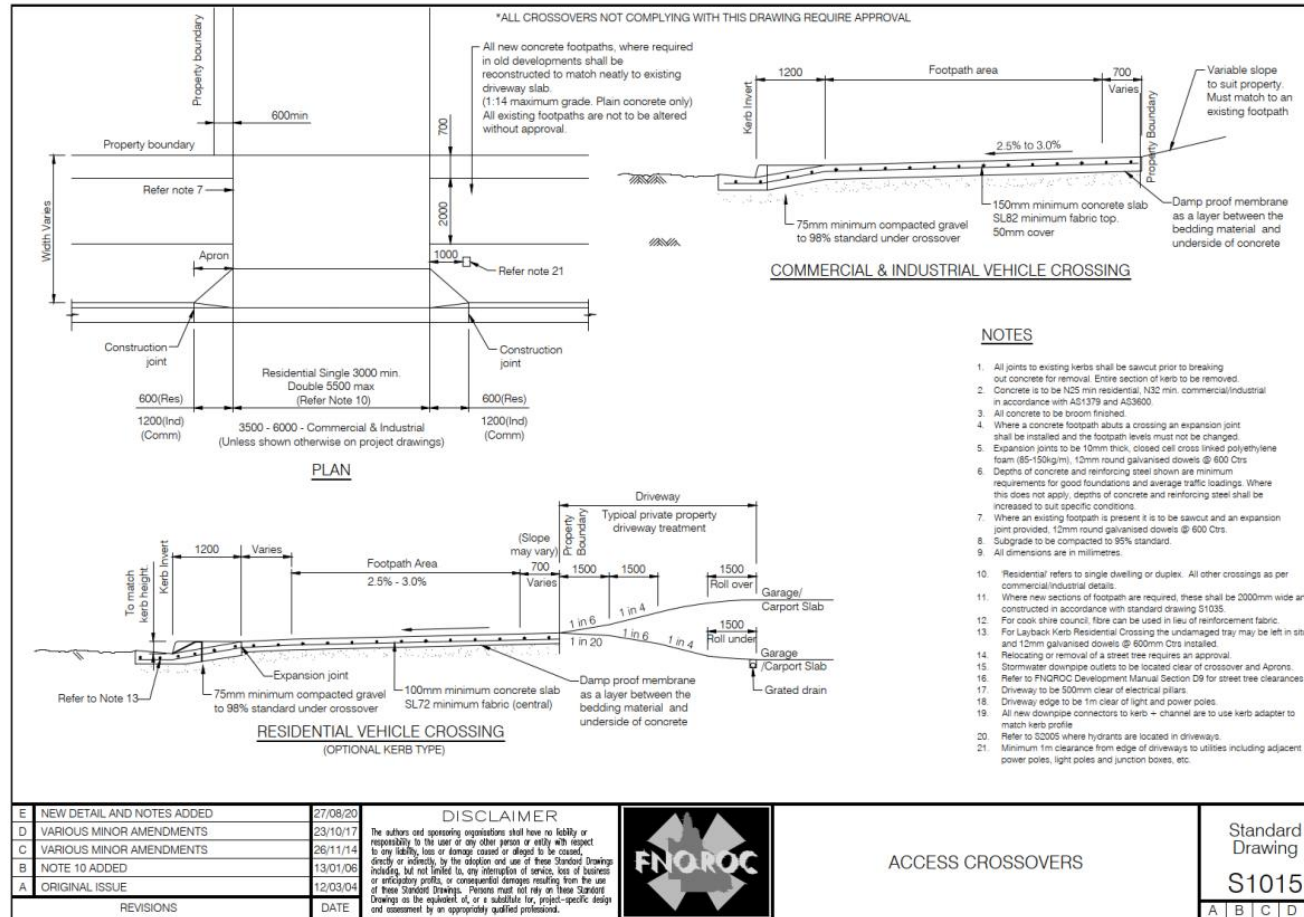 *ALL CROSSOVERS NOT COMPLYING WITH THIS DRAWING REQUIRE APPROVAL
Property boundary
600min
All new concrete footpaths, where required
in old developments shall be
reconstructed to match neatly to existing
driveway slab.
(1:14 maximum grade. Plain concrete only)
All existing footpaths are not to be altered
without approval.
Property boundary
700
Refer note 7
Width Varies
2000
Apron
1000
Refer note 21
Construction
joint
Construction
joint
Residential Single 3000 min.
Double 5500 max
(Refer Note 10)
600(Res)
1200(Ind)
(Comm)
600(Res)
1200(Ind)
(Comm)
3500 - 6000 - Commercial & Industrial
(Unless shown otherwise on project drawings)
PLAN
Kerb Invert
1200
Footpath area
700
Varies
Variable slope
to suit property.
Must match to an
existing footpath
Property Boundary
2.5% to 3.0%
75mm minimum compacted gravel
to 98% standard under crossover
150mm minimum concrete slab
SL82 minimum fabric top.
50mm cover
Damp proof membrane
as a layer between the
bedding material and
underside of concrete
COMMERCIAL & INDUSTRIAL VEHICLE CROSSING
To match
kerb height.
Kerb Invert
1200
Varies
Footpath Area
2.5% - 3.0%
(Slope
may vary)
700
Varies
Property
Boundary
Driveway
Typical private property
driveway treatment
1500
1500
1500
Roll over
Garage/
Carport Slab
1 in 6
1 in 4
1 in 20
1 in 6
1 in 4
1500
Roll under
Garage
/Carport Slab
Grated drain
Refer to Note 13
Expansion joint
75mm minimum compacted gravel
to 98% standard under crossover
100mm minimum concrete slab
SL72 minimum fabric (central)
Damp proof membrane
as a layer between the
bedding material and
underside of concrete
RESIDENTIAL VEHICLE CROSSING
(OPTIONAL KERB TYPE)
NOTES
1. All joints to existing kerbs shall be sawcut prior to breaking
out concrete for removal. Entire section of kerb to be removed.
2. Concrete is to be N25 min residential, N32 min. commercial/industrial
in accordance with AS1379 and AS3600.
3. All concrete to be broom finished.
4. Where a concrete footpath abuts a crossing an expansion joint
shall be installed and the footpath levels must not be changed.
5. Expansion joints to be 10mm thick, closed cell cross linked polyethylene
foam (85-150kg/m), 12mm round galvanised dowels @ 600 Ctrs
6. Depths of concrete and reinforcing steel shown are minimum
requirements for good foundations and average traffic loadings. Where
this does not apply, depths of concrete and reinforcing steel shall be
increased to suit specific conditions.
7. Where an existing footpath is present it is to be sawcut and an expansion
joint provided, 12mm round galvanised dowels @ 600 Ctrs.
8. Subgrade to be compacted to 95% standard.
9. All dimensions are in millimetres.
10. 'Residential' refers to single dwelling or duplex. All other crossings as per
commercial/industrial details.
11. Where new sections of footpath are required, these shall be 2000mm wide an
constructed in accordance with standard drawing S1035.
12. For cook shire council, fibre can be used in lieu of reinforcement fabric.
13. For Layback Kerb Residential Crossing the undamaged tray may be left in sit
and 12mm galvanised dowels @ 600mm Ctrs installed.
14. Relocating or removal of a street tree requires an approval.
15. Stormwater downpipe outlets to be located clear of crossover and Aprons.
16. Refer to FNQROC Development Manual Section D9 for street tree clearances
17. Driveway to be 500mm clear of electrical pillars.
18. Driveway edge to be 1m clear of light and power poles.
19. All new downpipe connectors to kerb + channel are to use kerb adapter to
match kerb profile
20. Refer to S2005 where hydrants are located in driveways.
21. Minimum 1m clearance from edge of driveways to utilities including adjacent
power poles, light poles and junction boxes, etc.
E NEW DETAIL AND NOTES ADDED 27/08/20
D VARIOUS MINOR AMENDMENTS 23/10/17
C VARIOUS MINOR AMENDMENTS 26/11/14
B NOTE 10 ADDED 13/01/06
A ORIGINAL ISSUE 12/03/04
REVISIONS DATE
DISCLAIMER
The authors and sponsoring organisations shall have no liability or
responsibility to the user or any other person or entity with respect
to any liability, loss or damage caused or alleged to be caused,
directly or indirectly, by the adoption and use of these Standard Drawings
including, but not limited to, any interruption of service, loss of business
or anticipatory profits, or consequential damages resulting from the use
of these Standard Drawings. Persons must not rely on these Standard
Drawings as the equivalent of, or a substitute for, project-specific design
and assessment by an appropriately qualified professional.
FNQROC
ACCESS CROSSOVERS
Standard
Drawing
S1015
A B C D